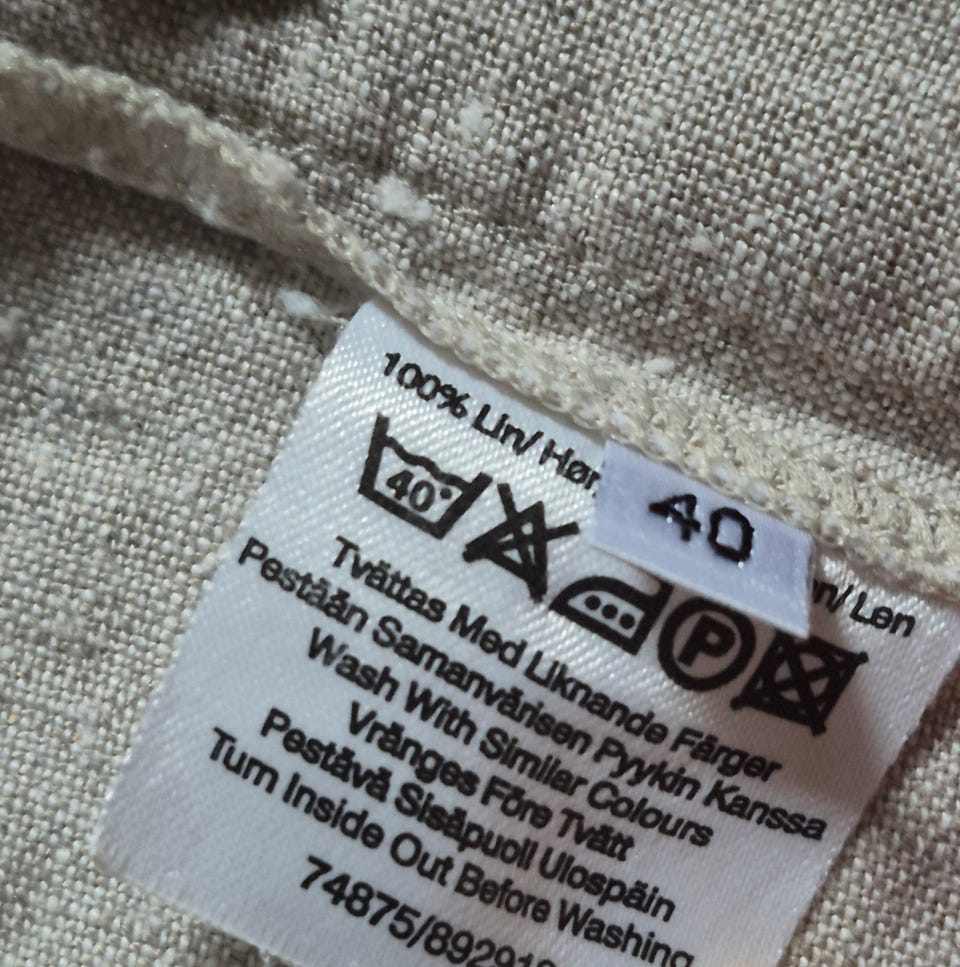 100% Lin/ Hør
n/ Len
40
40°
P
Tvättas Med Liknande Färger
Pestään Samanvärisen Pyykin Kanssa
Wash With Similar Colours
Vränges Före Tvätt
Pestävä Sisäpuoli Ulospäin
Turn Inside Out Before Washing